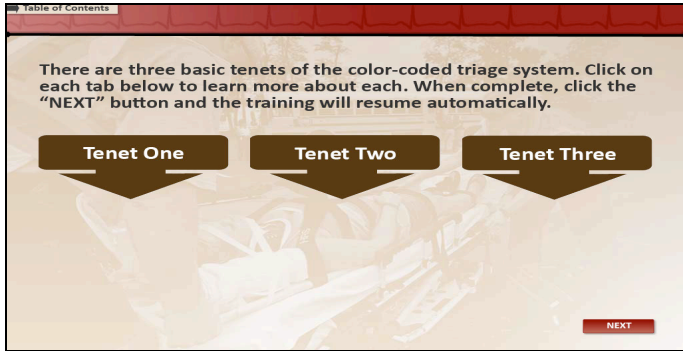 Table of Contents
There are three basic tenets of the color-coded triage system. Click on
each tab below to learn more about each. When complete, click the
“NEXT” button and the training will resume automatically.
Tenet One
Tenet Two
Tenet Three
NEXT